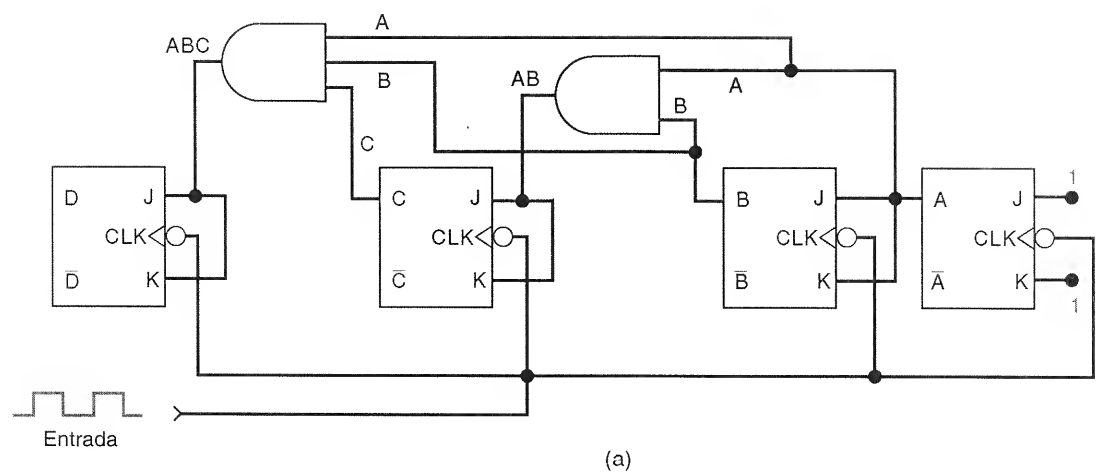 A
ABC
B
AB
A
B
C
D J
CLK
D̅ K
C J
CLK
C̅ K
B J
CLK
B̅ K
A J
CLK
A̅ K
1
1
Entrada
(a)